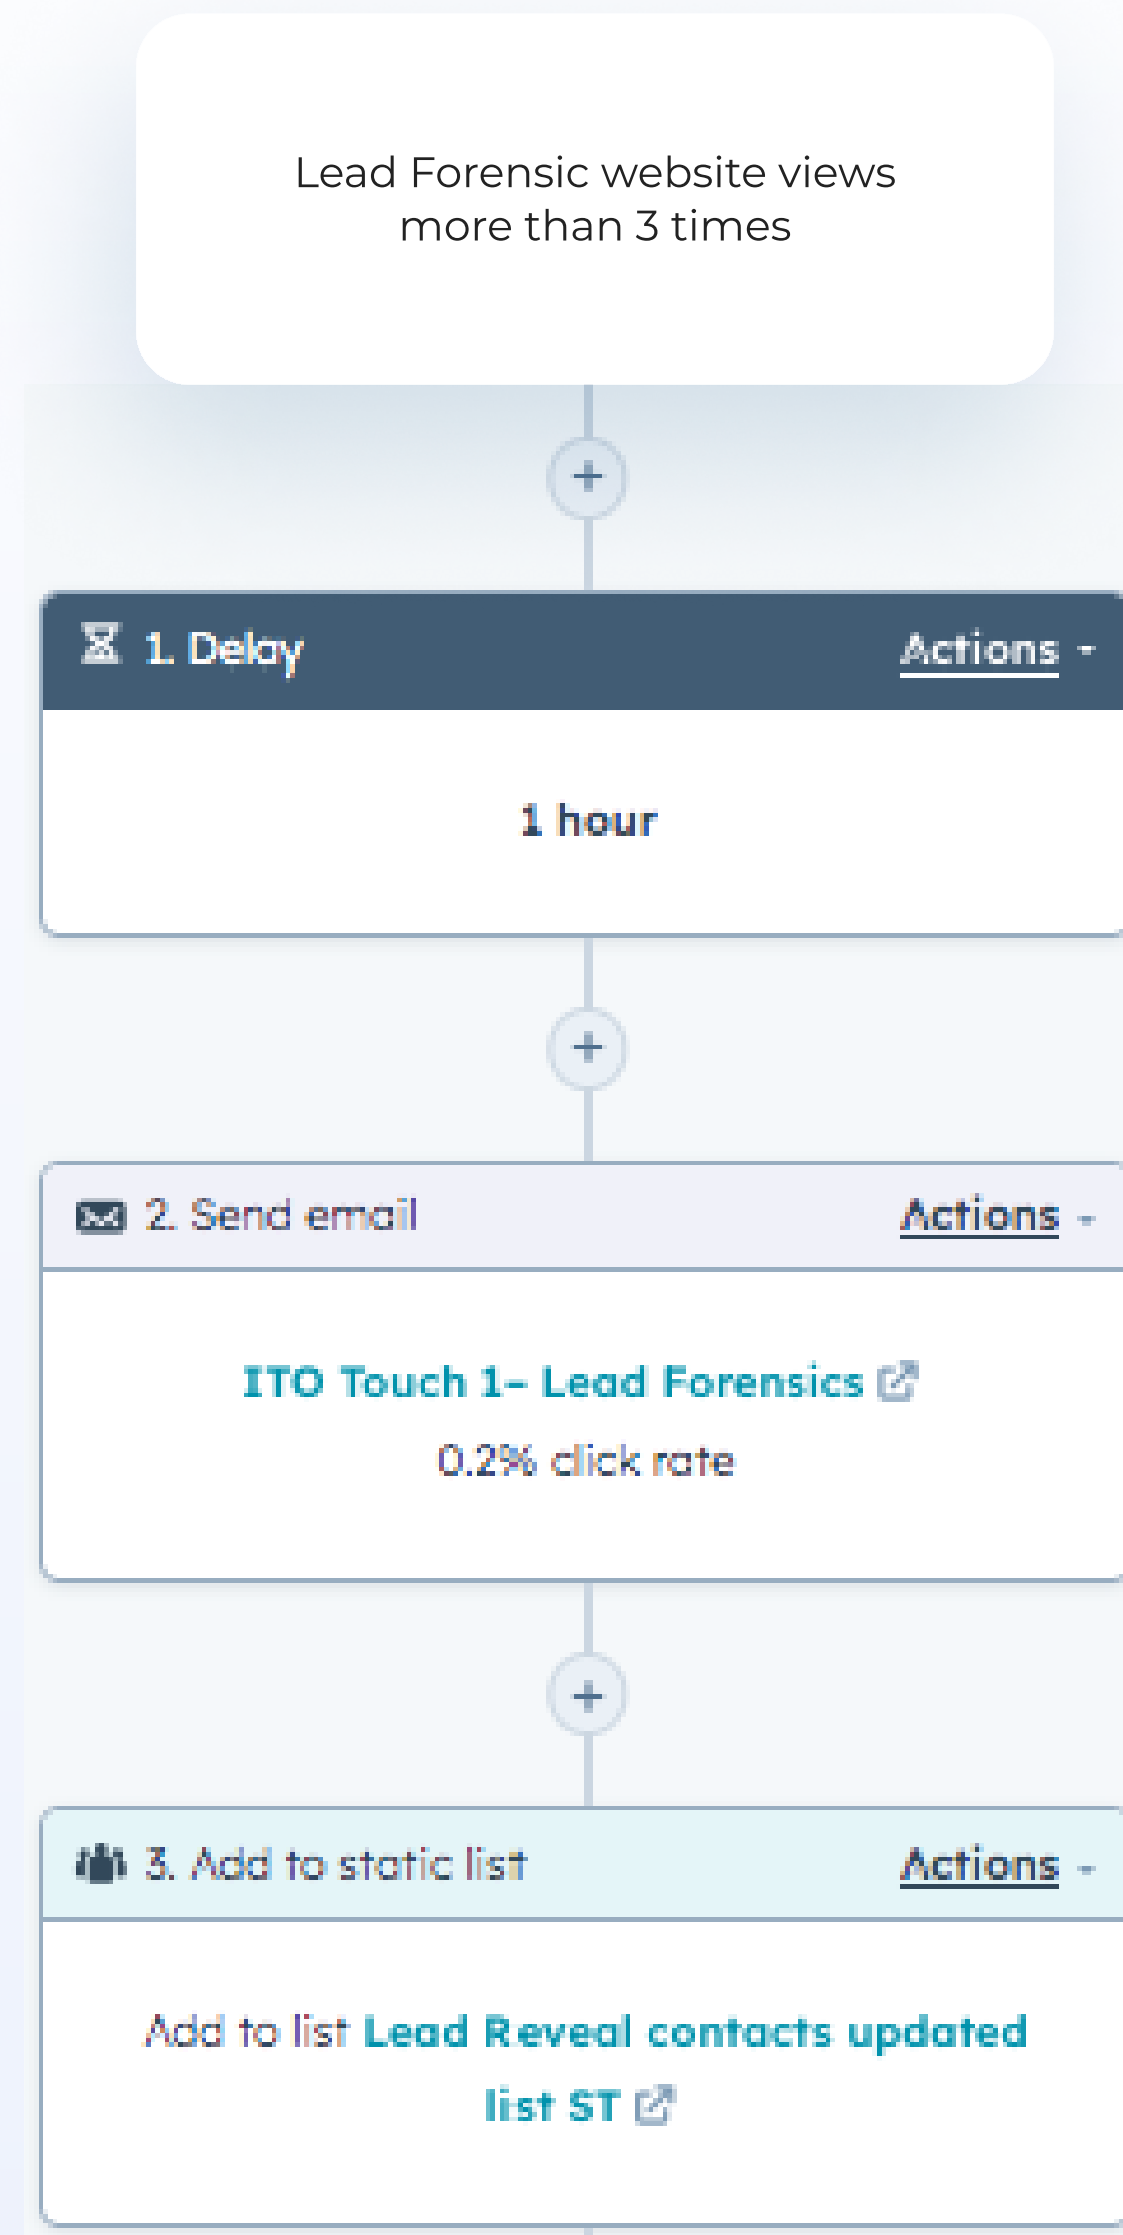 Lead Forensic website views
more than 3 times
1. Delay
Actions
1 hour
2. Send email
Actions
ITO Touch 1– Lead Forensics
0.2% click rate
3. Add to static list
Actions
Add to list Lead Reveal contacts updated
list ST